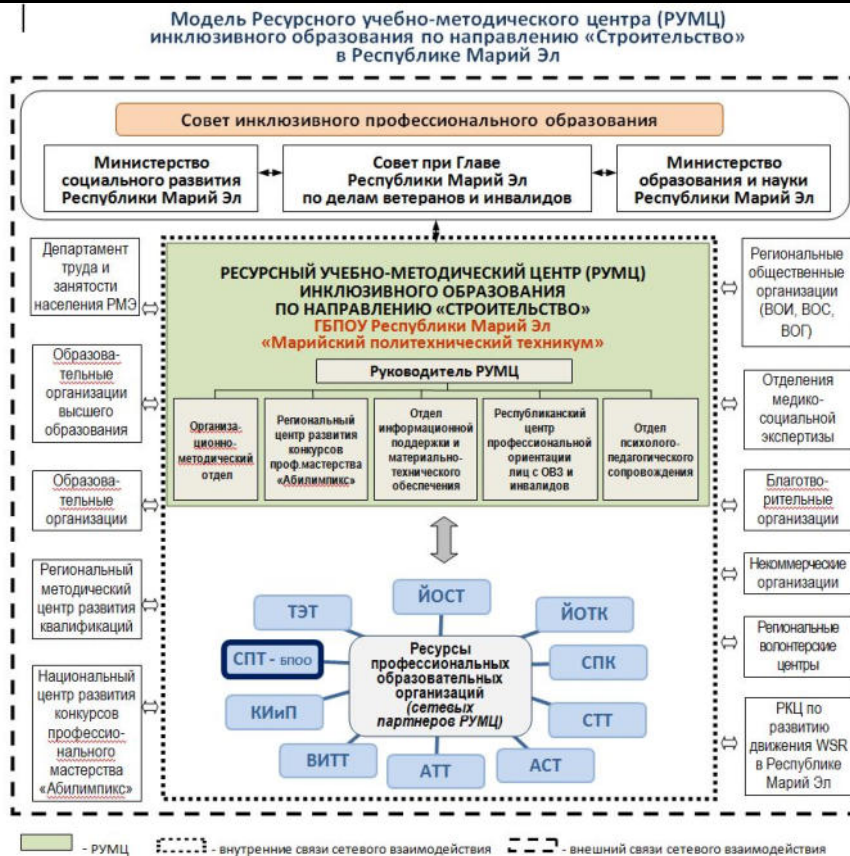 Модель Ресурсного учебно-методического центра (РУМЦ)
инклюзивного образования по направлению «Строительство»
в Республике Марий Эл
Совет инклюзивного профессионального образования
Министерство
социального развития
Республики Марий Эл
Совет при Главе
Республики Марий Эл
по делам ветеранов и инвалидов
Министерство
образования и науки
Республики Марий Эл
Департамент
труда и
занятости
населения РМЭ
Образова-
тельные
организации
высшего
образования
Образова-
тельные
организации
Региональный
методический
центр развития
квалификаций
Национальный
центр развития
конкурсов
профессио-
нального
мастерства
«Абилимпикс»
РЕСУРСНЫЙ УЧЕБНО-МЕТОДИЧЕСКИЙ ЦЕНТР (РУМЦ)
ИНКЛЮЗИВНОГО ОБРАЗОВАНИЯ
ПО НАПРАВЛЕНИЮ «СТРОИТЕЛЬСТВО»
ГБПОУ Республики Марий Эл
«Марийский политехнический техникум»
Руководитель РУМЦ
Организа-
ционно-
методический
отдел
Региональный
центр развития
конкурсов
проф.мастерства
«Абилимпикс»
Отдел
информационной
поддержки и
материально-
технического
обеспечения
Республиканский
центр
профессиональной
ориентации
лиц с ОВЗ и
инвалидов
Отдел
психолого-
педагогического
сопровождения
ТЭТ
ЙОСТ
ЙОТК
СПТ - БПОО
СПК
КИиП
СТТ
ВИТТ
АТТ
АСТ
Ресурсы
профессиональных
образовательных
организаций
(сетевых
партнеров РУМЦ)
Региональные
общественные
организации
(ВОИ, ВОС,
ВОГ)
Отделения
медико-
социальной
экспертизы
Благотво-
рительные
организации
Некоммерческие
организации
Региональные
волонтерские
центры
РКЦ по
развитию
движения WSR
в Республике
Марий Эл
- РУМЦ
- внутренние связи сетевого взаимодействия
- внешний связи сетевого взаимодействия